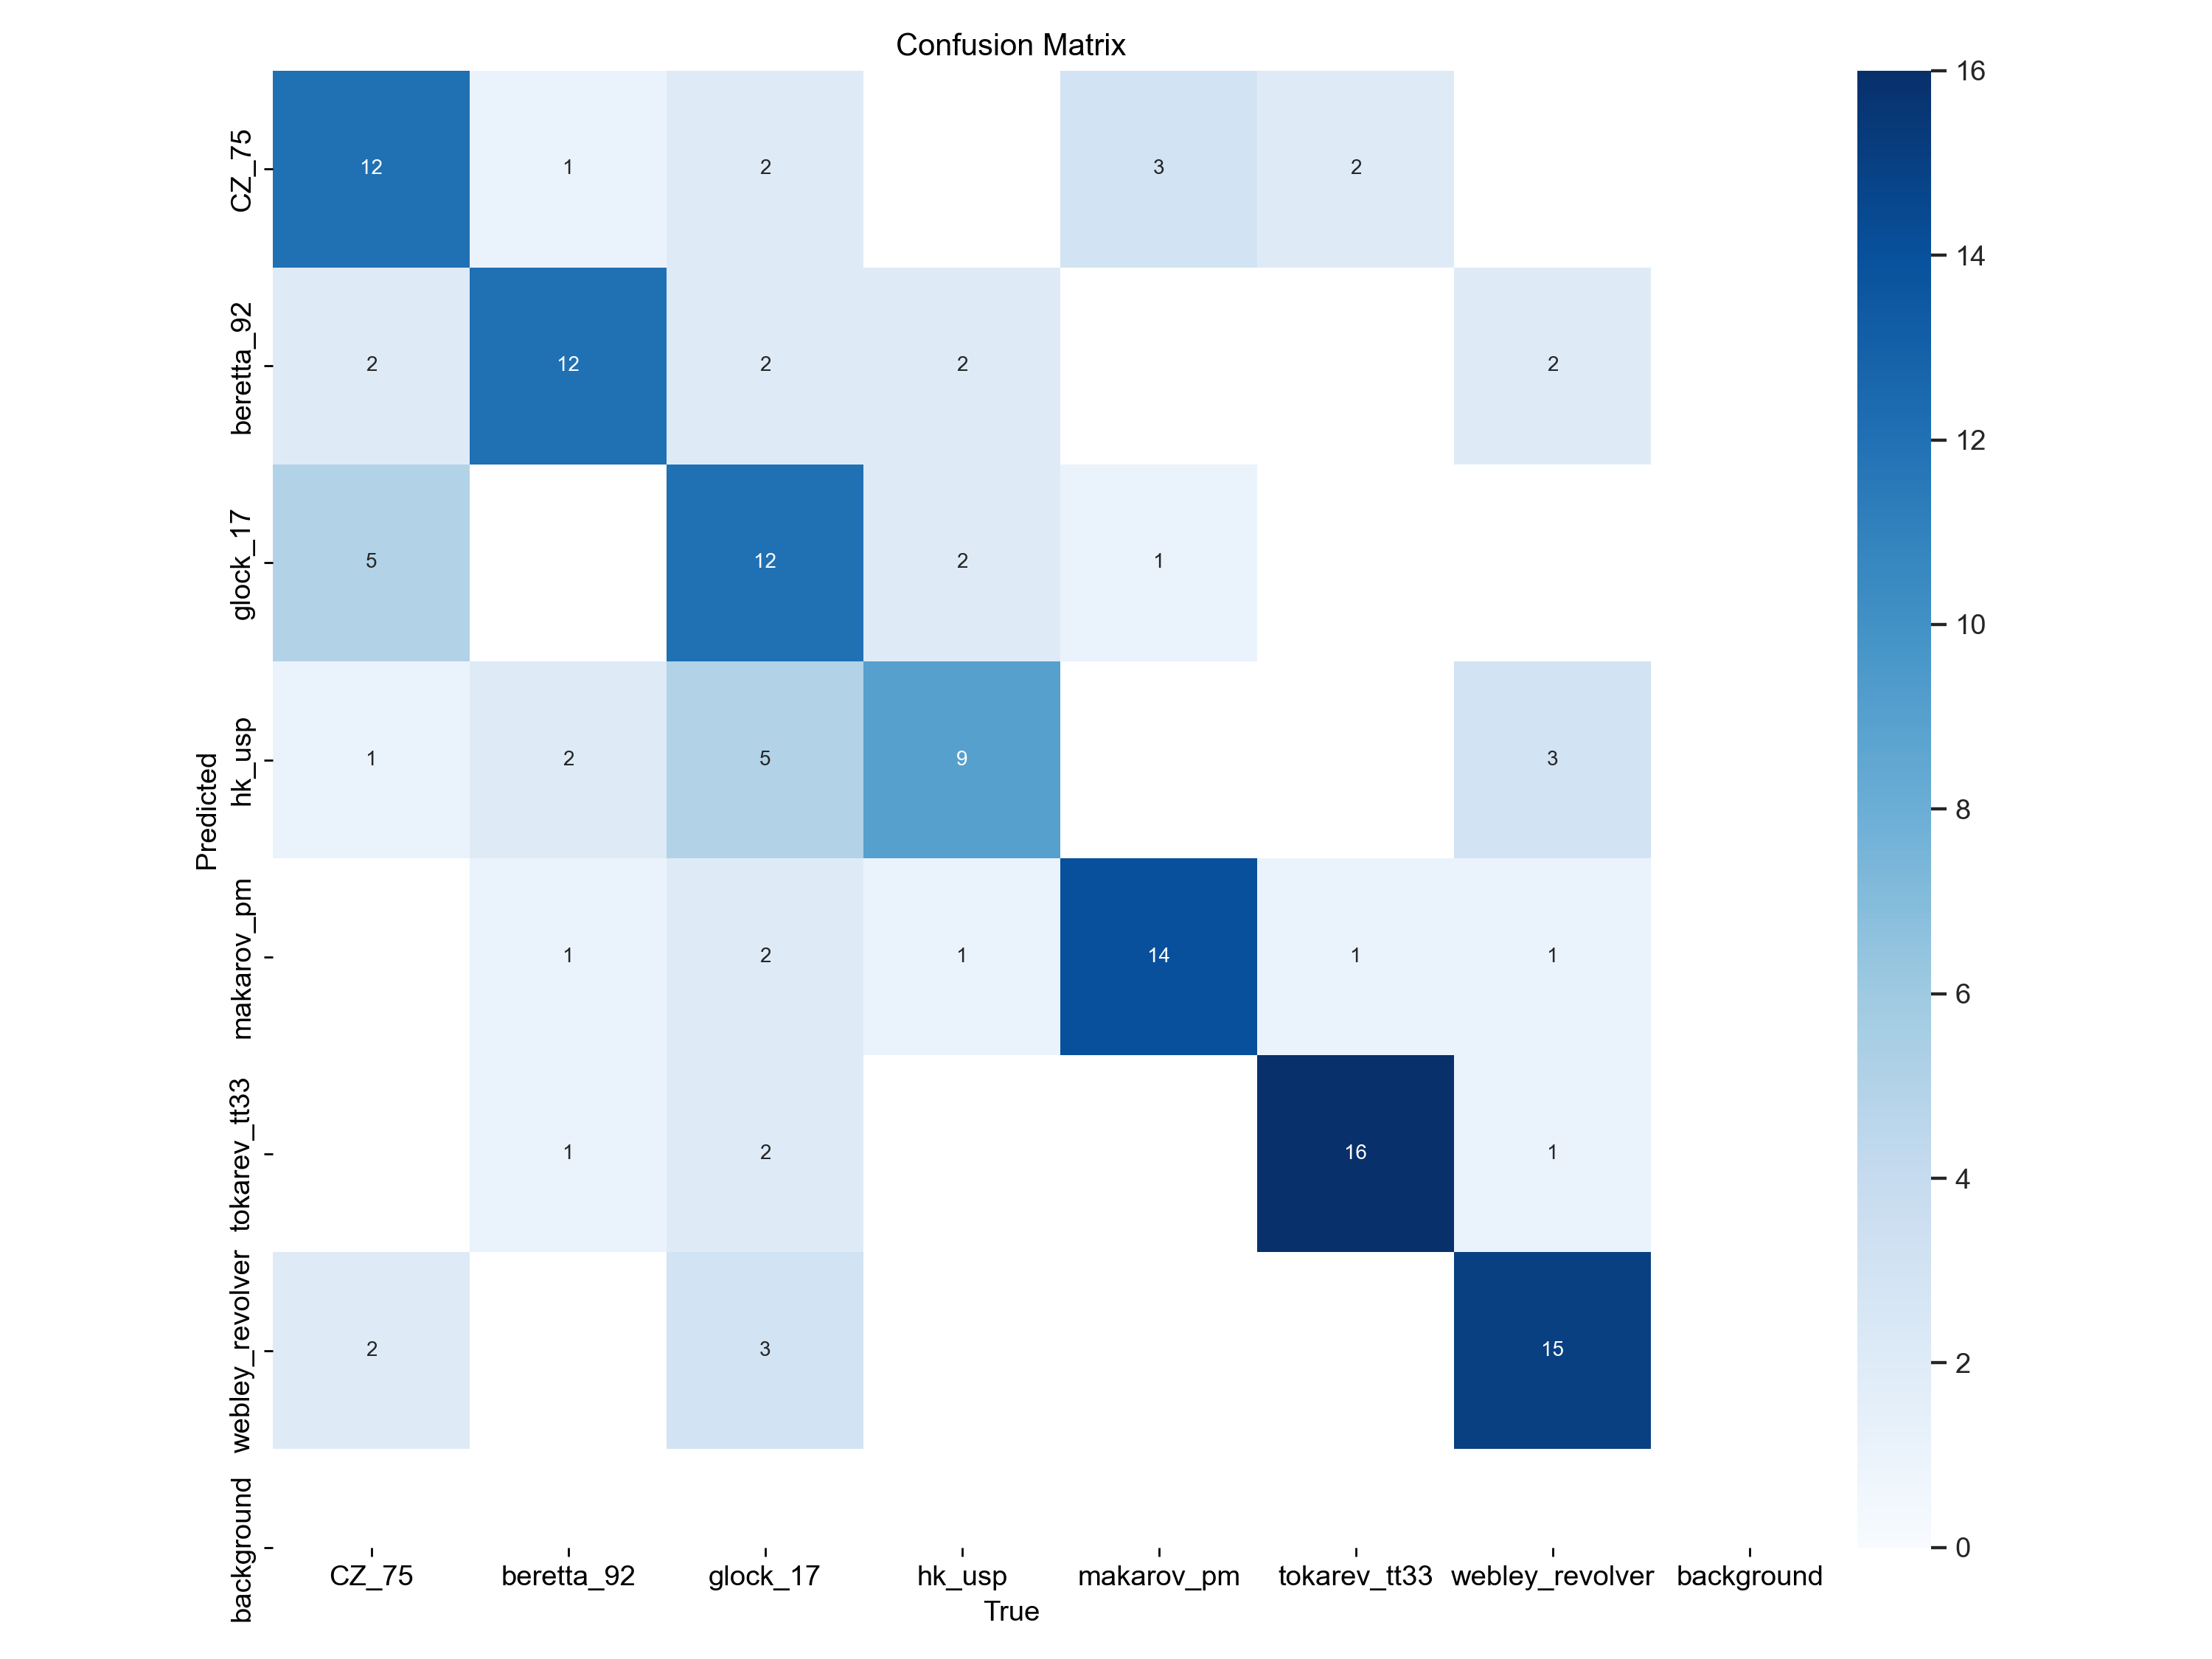 Confusion Matrix
CZ_75 12 1 2 3 2
beretta_92 2 12 2 2 2
glock_17 5 12 2 1
hk_usp 1 2 5 9 3
makarov_pm 1 2 1 14 1 1
tokarev_tt33 1 2 16 1
webley_revolver 2 3 15
background
Predicted
CZ_75 beretta_92 glock_17 hk_usp makarov_pm tokarev_tt33 webley_revolver background
True
16
14
12
10
8
6
4
2
0